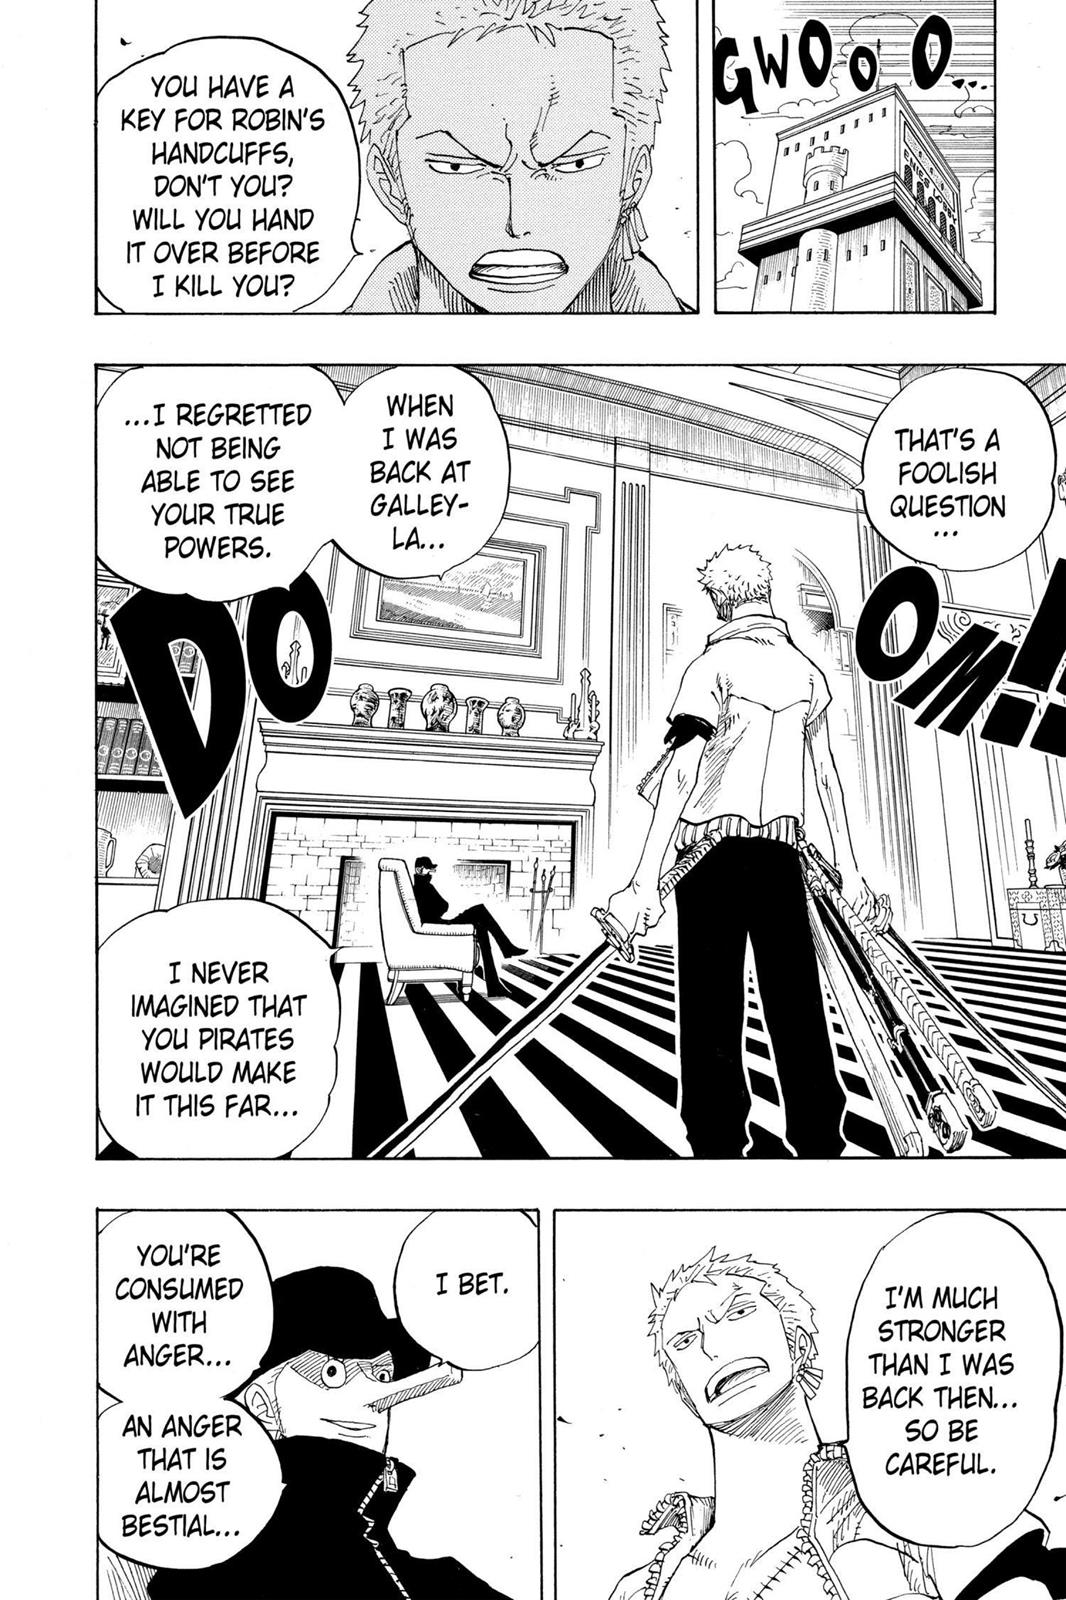 GWOOO...
ENIES LOBBY
YOU HAVE A
KEY FOR ROBIN'S
HANDCUFFS,
DON'T YOU?
WILL YOU HAND
IT OVER BEFORE
I KILL YOU?
THAT'S A
FOOLISH
QUESTION
...
WHEN
I WAS
BACK AT
GALLEY-
LA...
...I REGRETTED
NOT BEING
ABLE TO SEE
YOUR TRUE
POWERS.
DOOM!!
I NEVER
IMAGINED THAT
YOU PIRATES
WOULD MAKE
IT THIS FAR...
I'M MUCH
STRONGER
THAN I WAS
BACK THEN...
SO BE
CAREFUL.
I BET.
YOU'RE
CONSUMED
WITH
ANGER...
AN ANGER
THAT IS
ALMOST
BESTIAL...